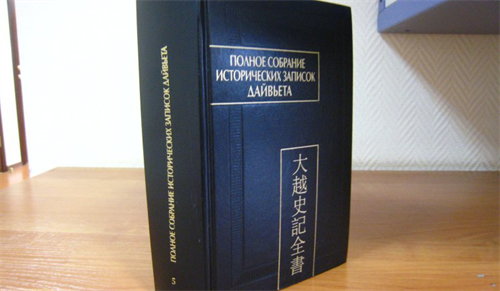 ПОЛНОЕ СОБРАНИЕ
ИСТОРИЧЕСКИХ ЗАПИСОК
ДАЙВЬЕТА
大越史記全書
ПОЛНОЕ СОБРАНИЕ ИСТОРИЧЕСКИХ ЗАПИСОК ДАЙВЬЕТА
5